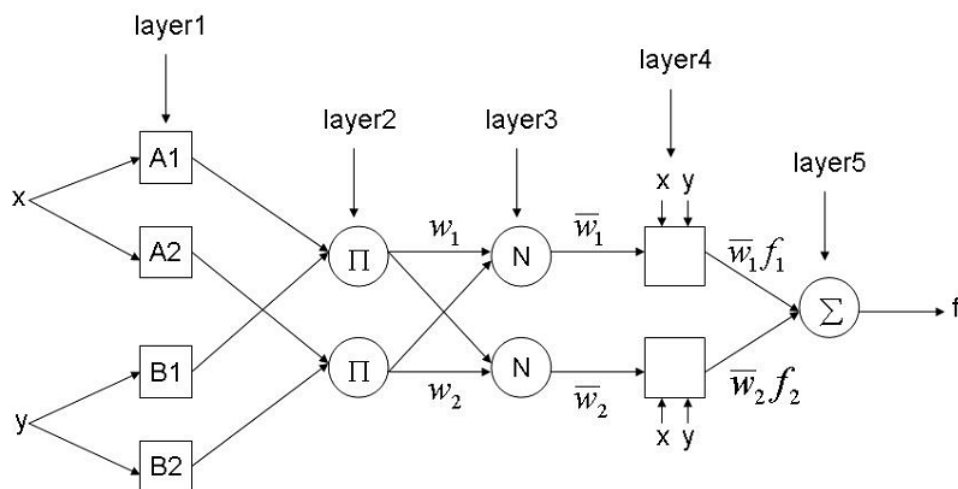 layer1
layer2
layer3
layer4
layer5
x
A1
A2
y
B1
B2
Π
Π
w₁
w₂
N
N
w̅₁
w̅₂
x y
x y
w̅₁f₁
w̅₂f₂
Σ
f